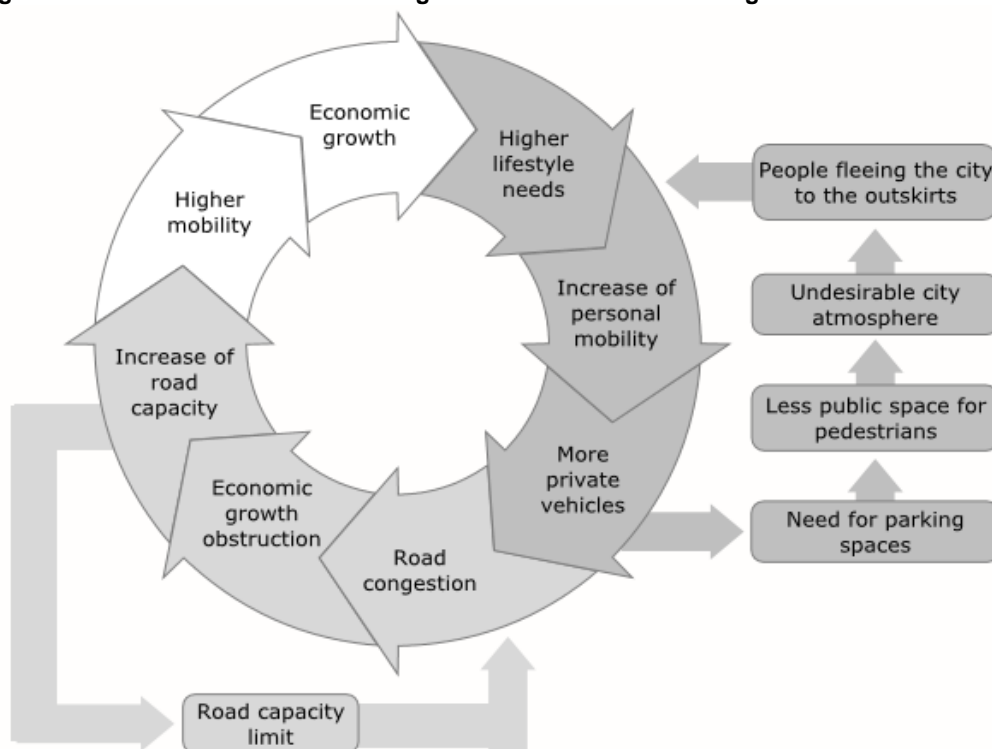 Economic
growth
Higher
lifestyle
needs
Increase of
personal
mobility
More
private
vehicles
Road
congestion
Economic
growth
obstruction
Increase of
road
capacity
Higher
mobility
People fleeing the city
to the outskirts
Undesirable city
atmosphere
Less public space for
pedestrians
Need for parking
spaces
Road capacity
limit